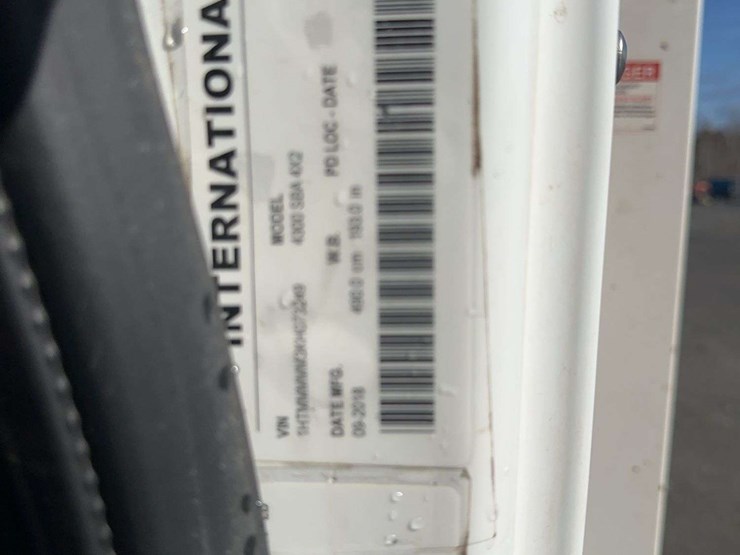 INTERNATIONA
VIN MODEL
4300 SBA 4X2
DATE MFG. W.B. PD LOC - DATE
09-2018 490.0 cm 193.0 in